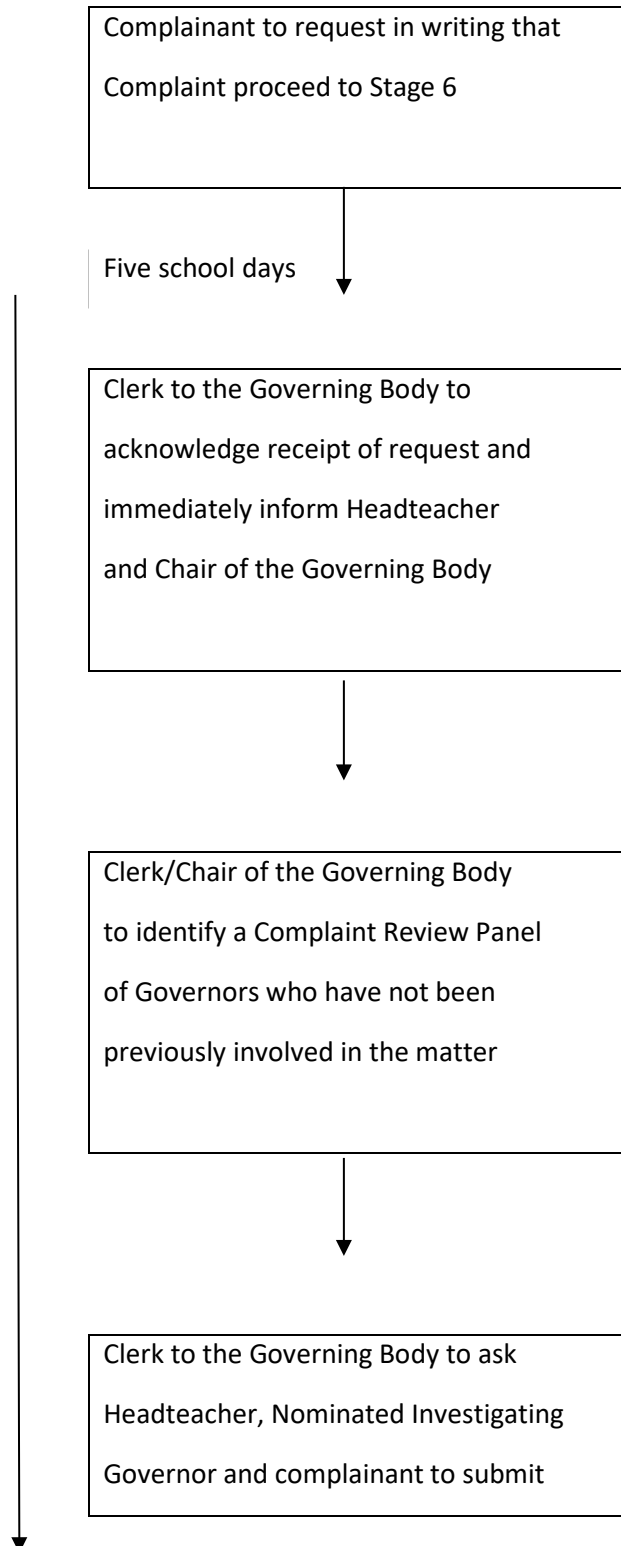 Complainant to request in writing that
Complaint proceed to Stage 6
Five school days
Clerk to the Governing Body to
acknowledge receipt of request and
immediately inform Headteacher
and Chair of the Governing Body
Clerk/Chair of the Governing Body
to identify a Complaint Review Panel
of Governors who have not been
previously involved in the matter
Clerk to the Governing Body to ask
Headteacher, Nominated Investigating
Governor and complainant to submit